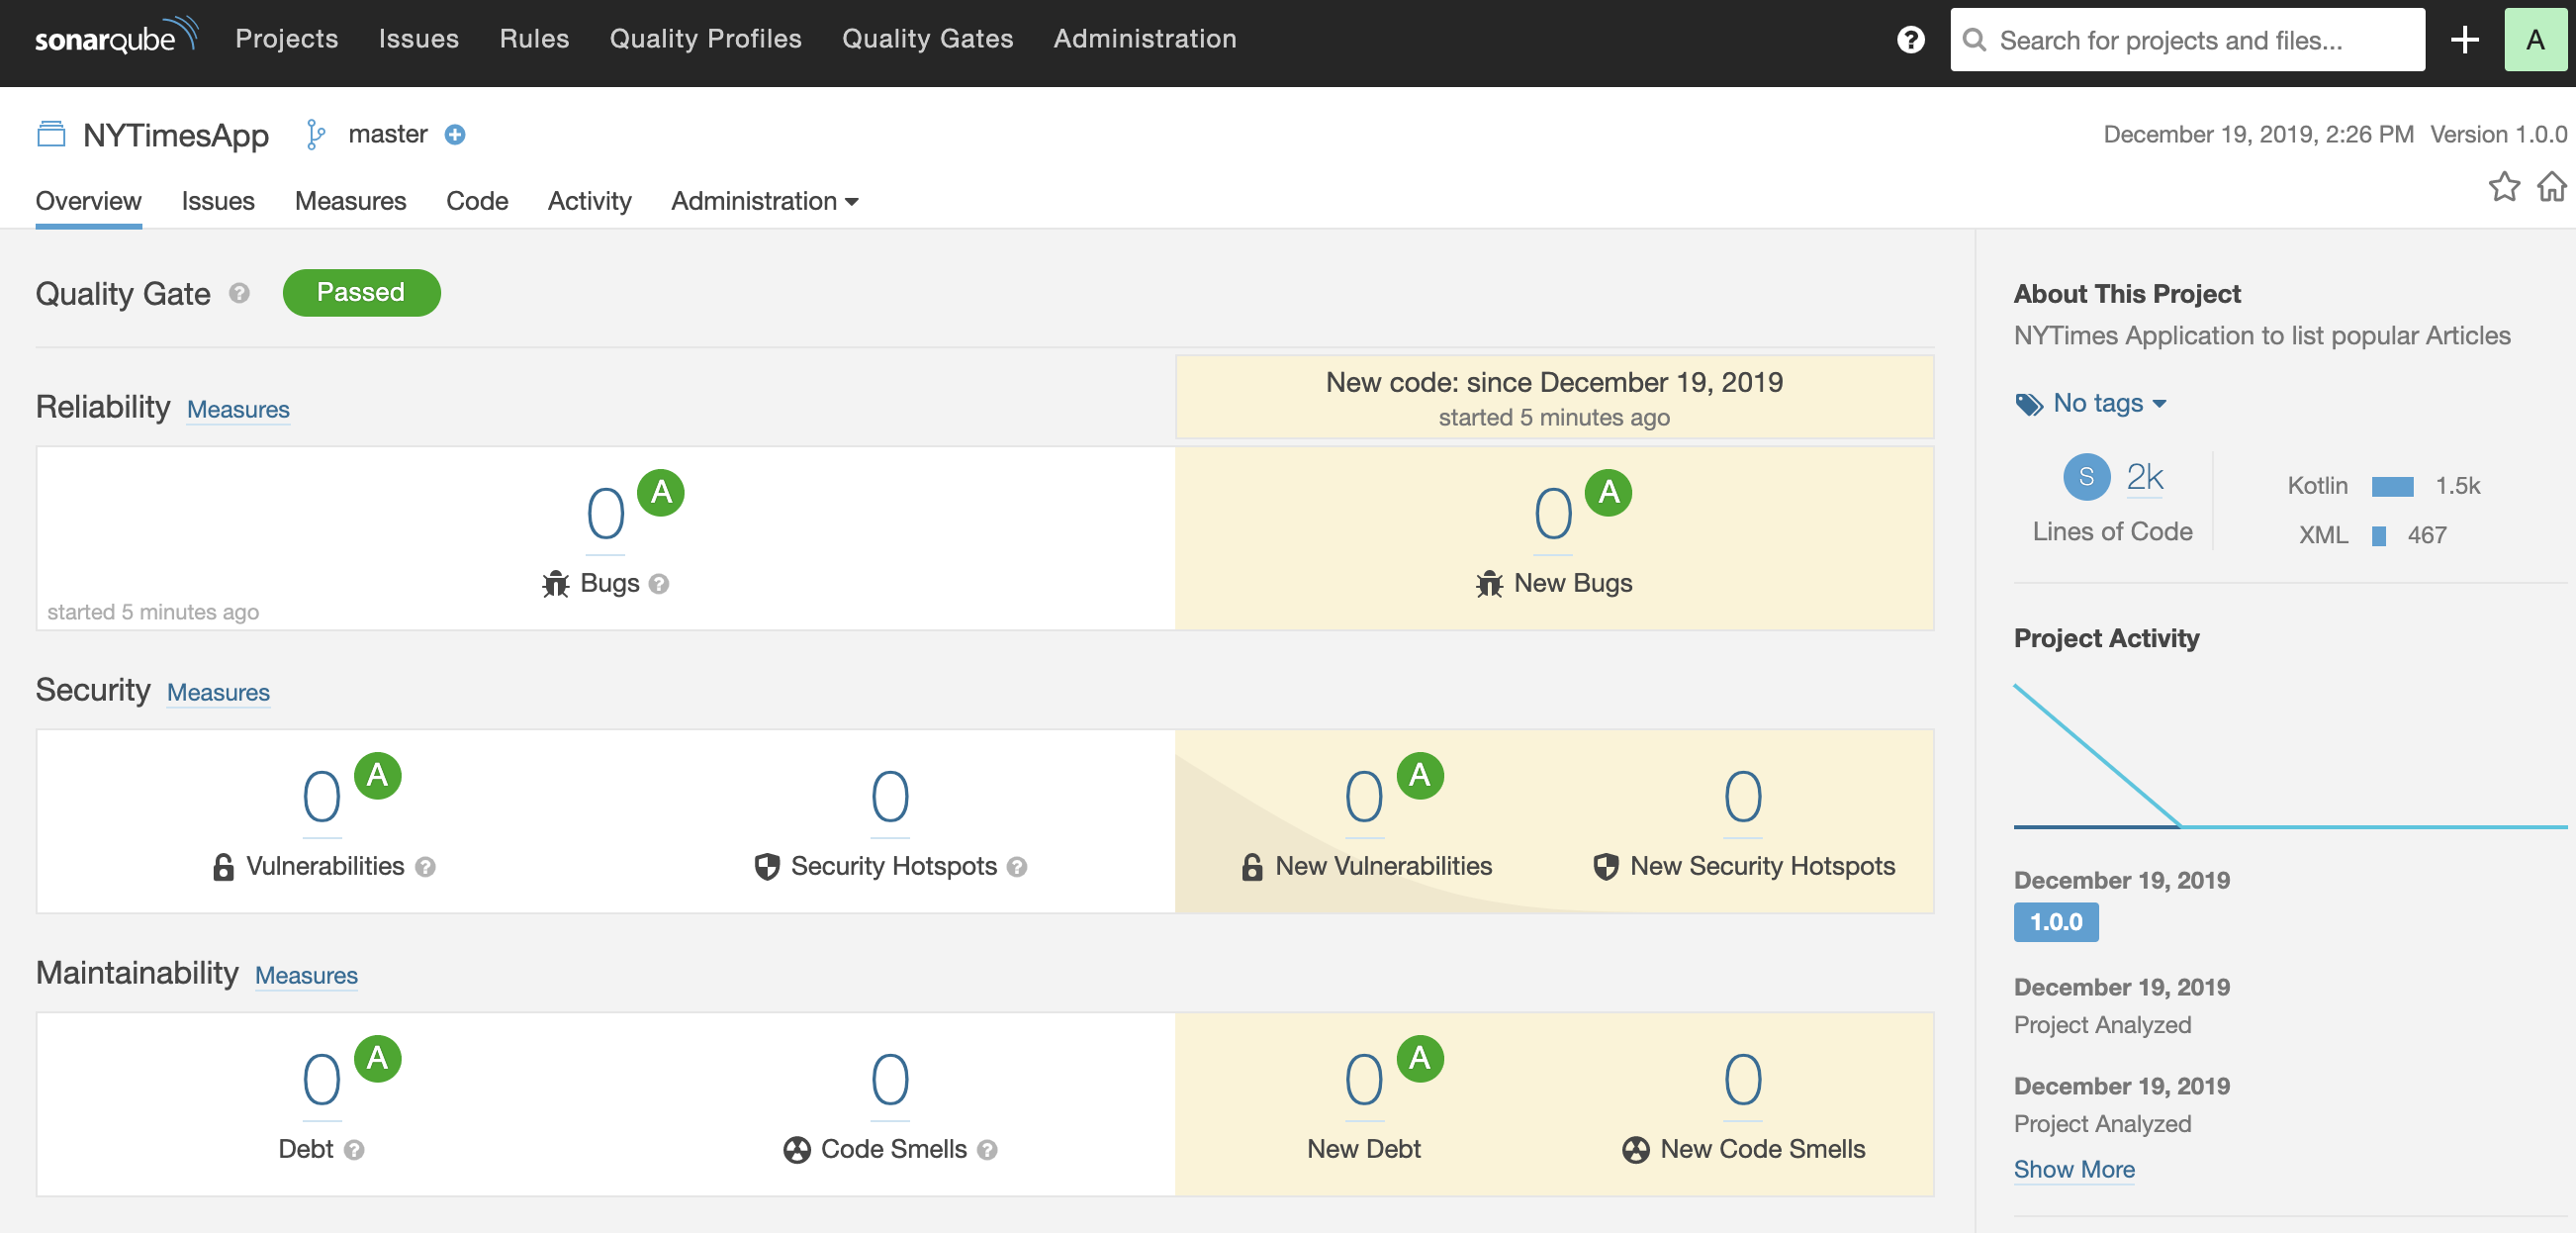 sonarqube Projects Issues Rules Quality Profiles Quality Gates Administration ? Search for projects and files... A
NYTimesApp master December 19, 2019, 2:26 PM Version 1.0.0
Overview Issues Measures Code Activity Administration
Quality Gate ? Passed
New code: since December 19, 2019
started 5 minutes ago
Reliability Measures
0 A
Bugs ?
started 5 minutes ago
0 A
New Bugs
Security Measures
0 A
Vulnerabilities ?
0
Security Hotspots ?
0 A
New Vulnerabilities
0
New Security Hotspots
Maintainability Measures
0 A
Debt ?
0
Code Smells ?
0 A
New Debt
0
New Code Smells
About This Project
NYTimes Application to list popular Articles
No tags
S 2k
Lines of Code
Kotlin 1.5k
XML 467
Project Activity
December 19, 2019
1.0.0
December 19, 2019
Project Analyzed
December 19, 2019
Project Analyzed
Show More